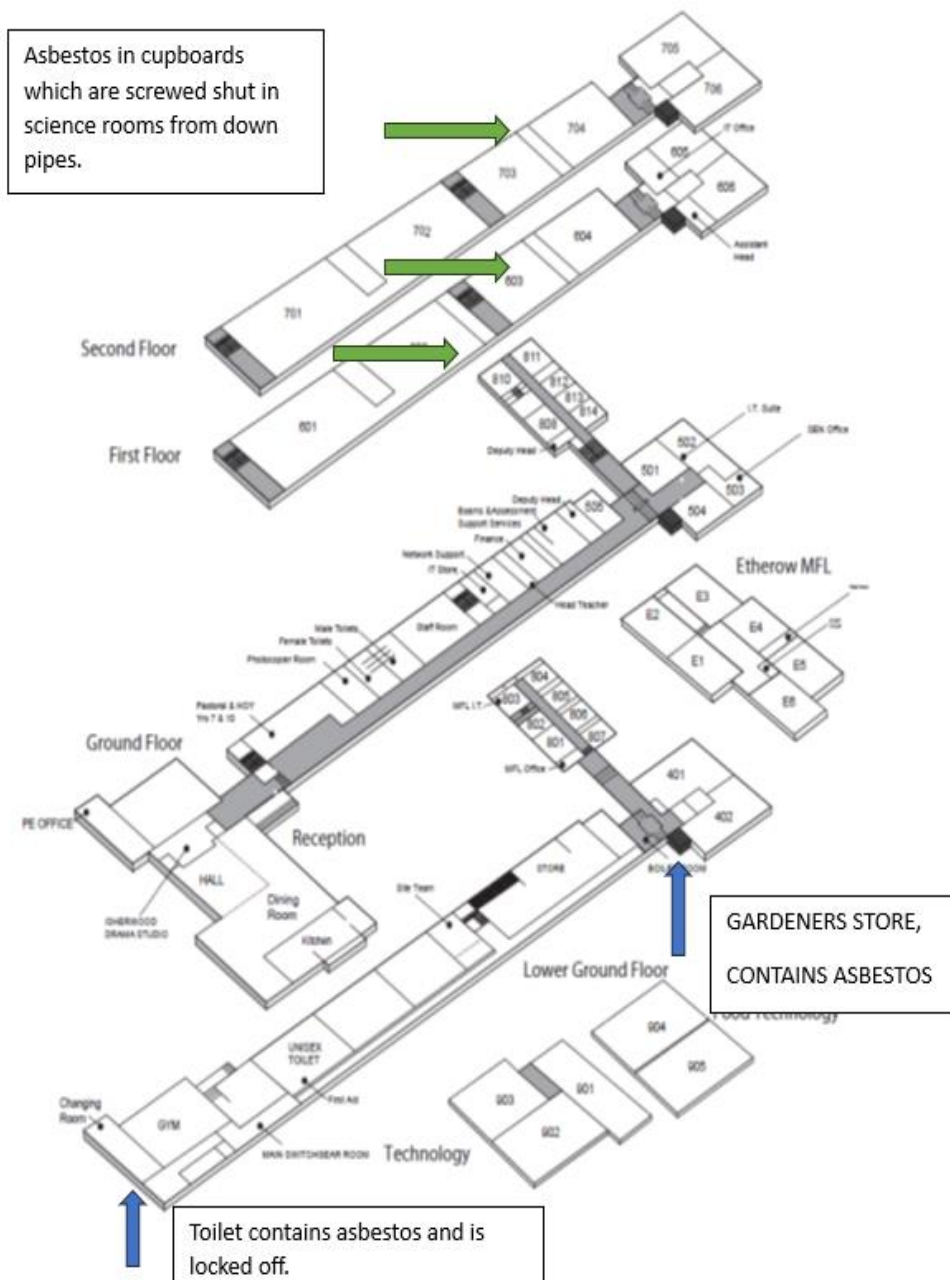 Asbestos in cupboards
which are screwed shut in
science rooms from down
pipes.
705
706
704
703
702
701
IT Office
605
606
604
603
601
Assistant
Head
Second Floor
First Floor
811
810
812
813
814
808
Deputy Head
I.T. Suite
SEN Office
502
501
503
504
Deputy Head
505
Support Services
Finance
Network Support
IT Store
Head Teacher
Staff Room
Male Toilets
Female Toilets
Photocopier Room
Pastoral & HOY
Yrs 7 & 10
Etherow MFL
E3
E2
E4
E1
E5
E6
Ground Floor
PE OFFICE
Reception
HALL
Dining
Room
Kitchen
SHERWOOD
DRAMA STUDIO
804
803
805
806
802
807
801
MFL I.T.
MFL Office
401
402
STORE
Site Team
Lower Ground Floor
GARDENERS STORE,
CONTAINS ASBESTOS
904
905
903
901
902
Technology
UNISEX
TOILET
First Aid
Changing
Room
GYM
MAIN SWITCHGEAR ROOM
Toilet contains asbestos and is
locked off.